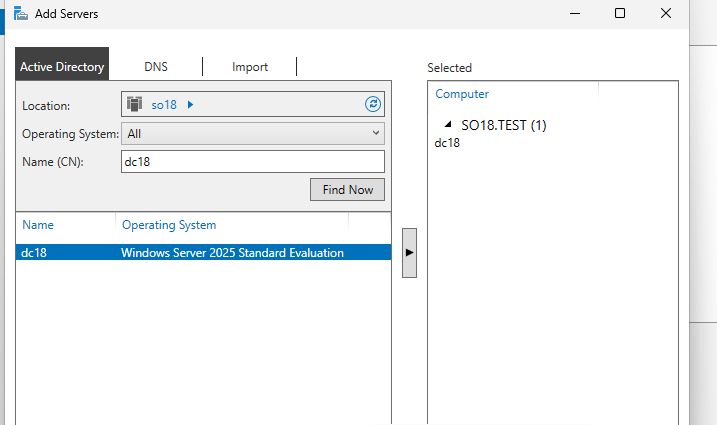 Add Servers
Active Directory
DNS
Import
Location:
so18
Operating System:
All
Name (CN):
dc18
Find Now
Name
Operating System
dc18
Windows Server 2025 Standard Evaluation
Selected
Computer
SO18.TEST (1)
dc18